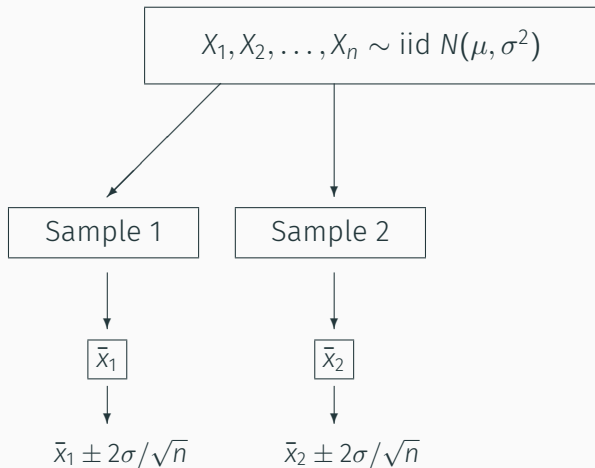 X₁, X₂, . . . , Xₙ ∼ iid N(μ, σ²)
Sample 1 Sample 2
x̄₁ x̄₂
x̄₁ ± 2σ/√n x̄₂ ± 2σ/√n